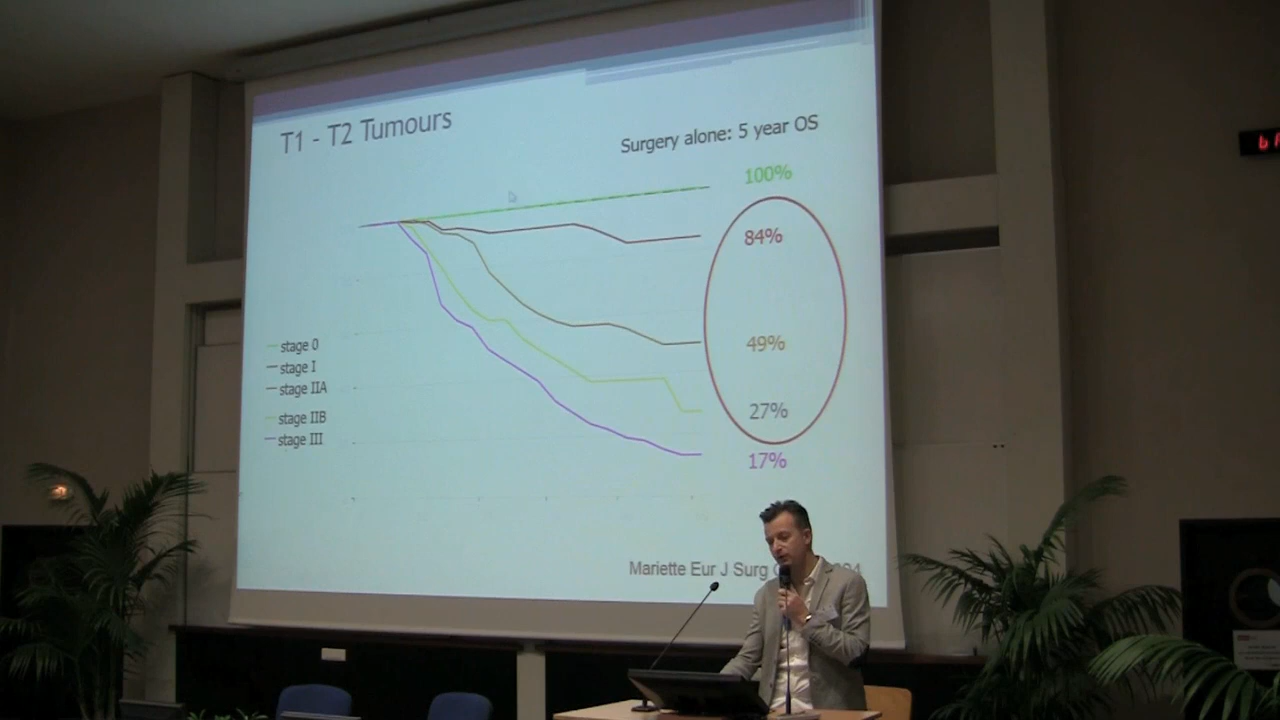 T1 - T2 Tumours
Surgery alone: 5 year OS
100%
84%
49%
27%
17%
stage 0
stage I
stage IIA
stage IIB
stage III
Mariette Eur J Surg